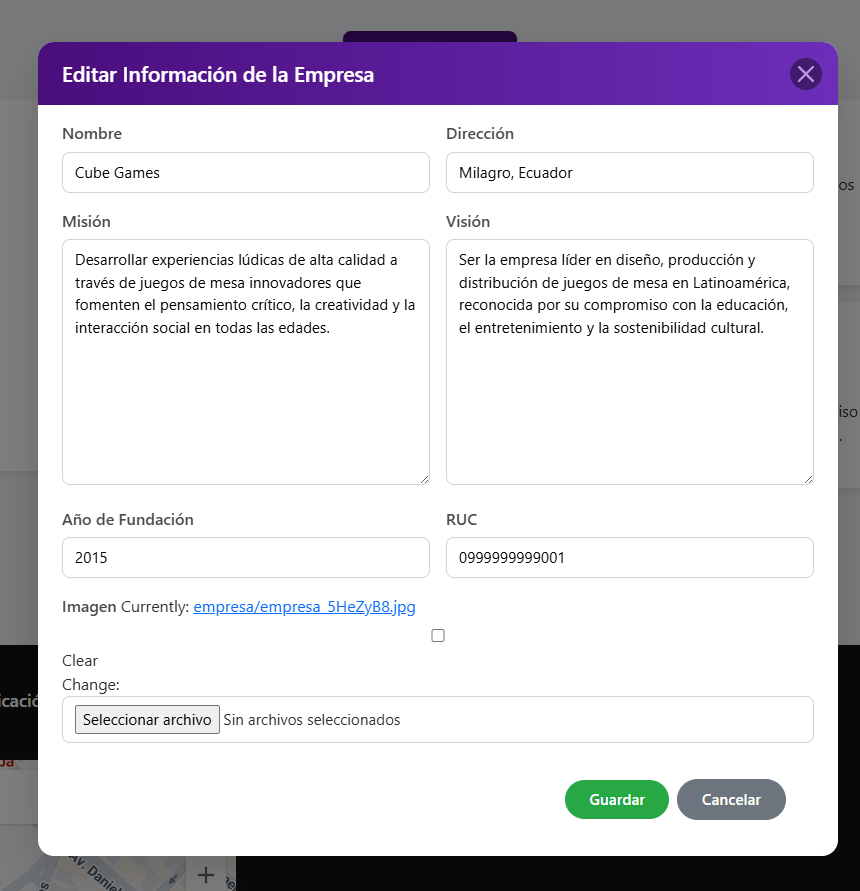 Editar Información de la Empresa
Nombre
Dirección
Cube Games
Milagro, Ecuador
Misión
Visión
Desarrollar experiencias lúdicas de alta calidad a
través de juegos de mesa innovadores que
fomenten el pensamiento crítico, la creatividad y la
interacción social en todas las edades.
Ser la empresa líder en diseño, producción y
distribución de juegos de mesa en Latinoamérica,
reconocida por su compromiso con la educación,
el entretenimiento y la sostenibilidad cultural.
Año de Fundación
RUC
2015
0999999999001
Imagen Currently: empresa/empresa_5HeZyB8.jpg
Clear
Change:
Seleccionar archivo Sin archivos seleccionados
Guardar
Cancelar
Av. Daniel